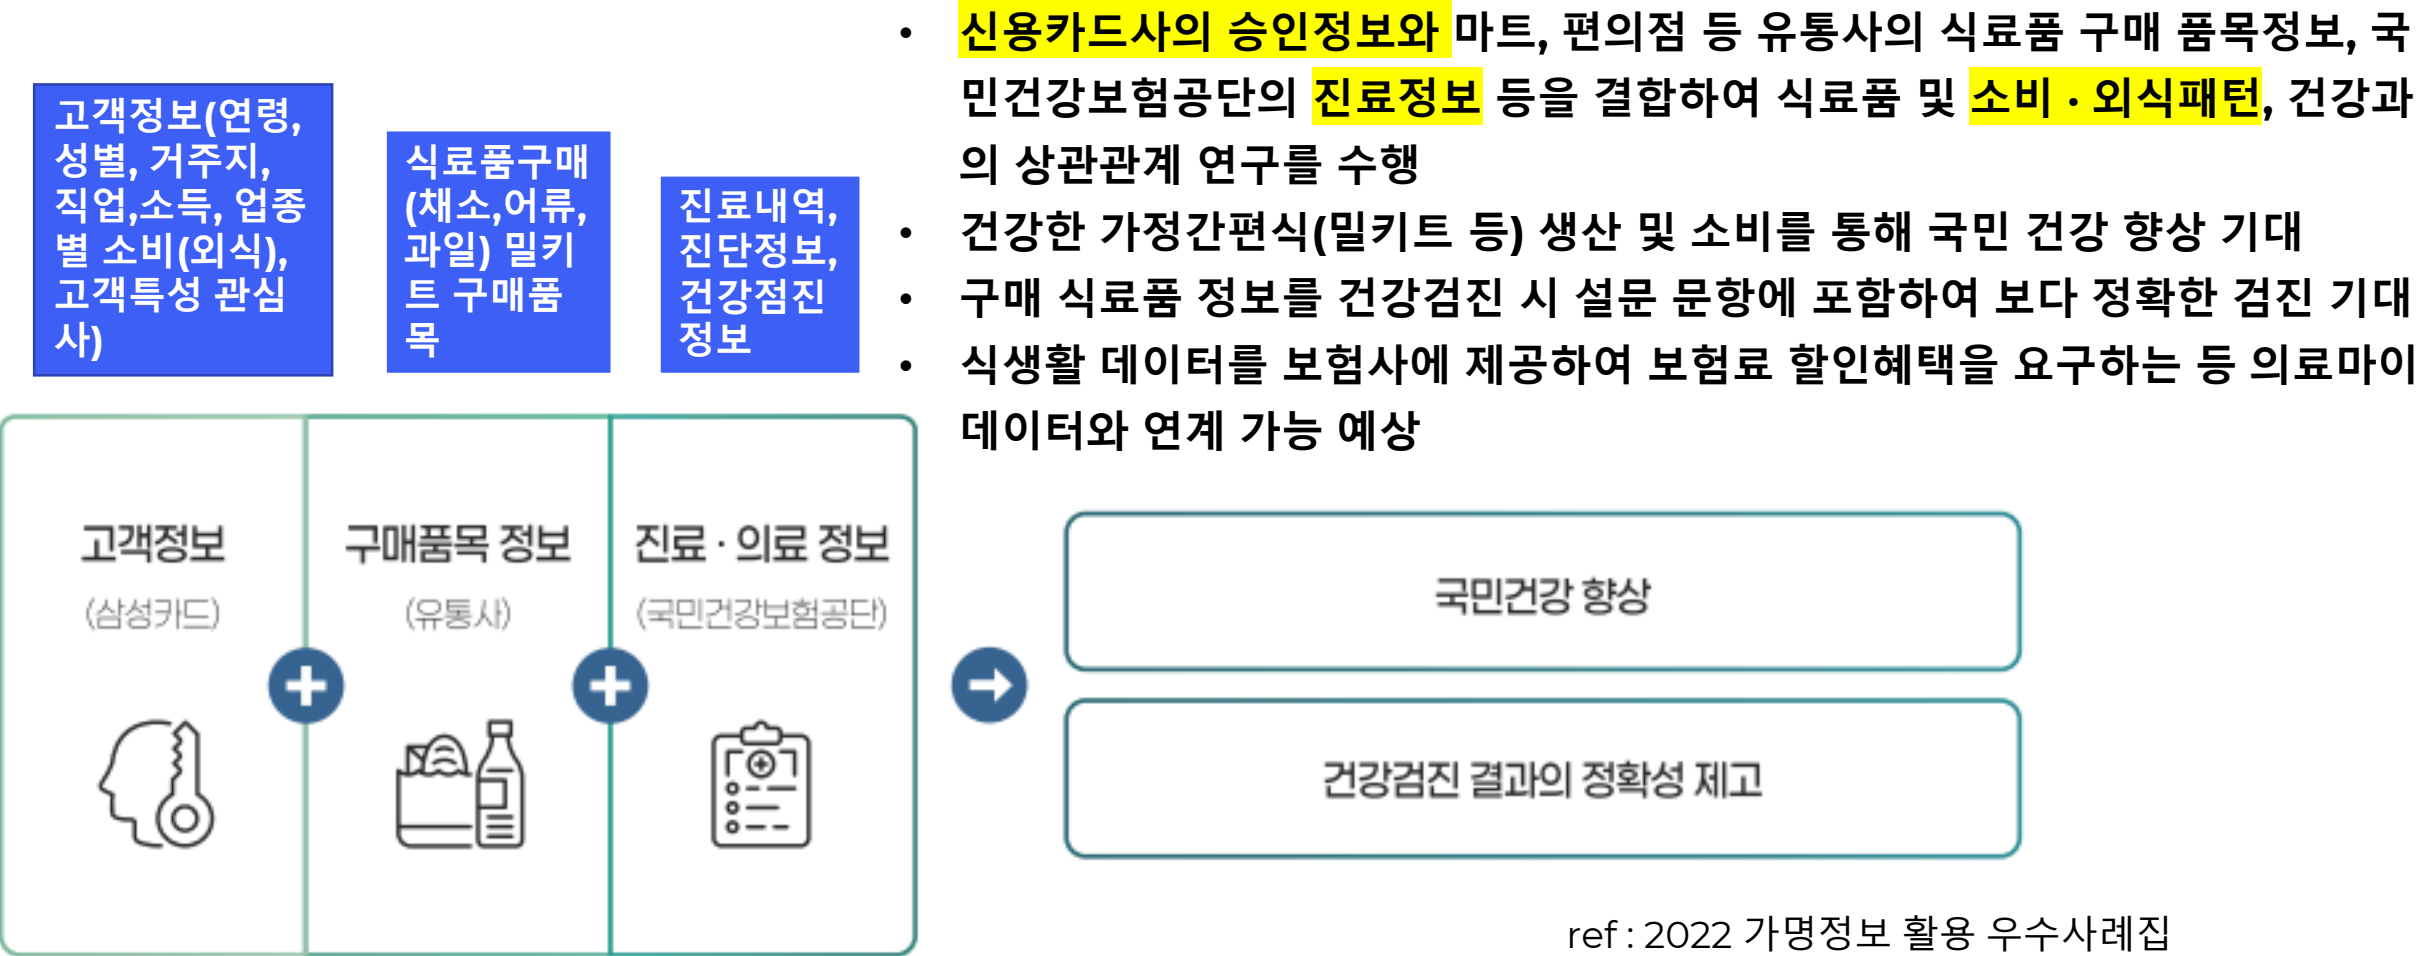 • 신용카드사의 승인정보와 마트, 편의점 등 유통사의 식료품 구매 품목정보, 국
민건강보험공단의 진료정보 등을 결합하여 식료품 및 소비 · 외식패턴, 건강과
의 상관관계 연구를 수행
• 건강한 가정간편식(밀키트 등) 생산 및 소비를 통해 국민 건강 향상 기대
• 구매 식료품 정보를 건강검진 시 설문 문항에 포함하여 보다 정확한 검진 기대
• 식생활 데이터를 보험사에 제공하여 보험료 할인혜택을 요구하는 등 의료마이
데이터와 연계 가능 예상
고객정보(연령,
성별, 거주지,
직업,소득, 업종
별 소비(외식),
고객특성 관심
사)
식료품구매
(채소,어류,
과일) 밀키
트 구매품
목
진료내역,
진단정보,
건강점진
정보
고객정보
(삼성카드)
구매품목 정보
(유통사)
진료 · 의료 정보
(국민건강보험공단)
국민건강 향상
건강검진 결과의 정확성 제고
ref : 2022 가명정보 활용 우수사례집